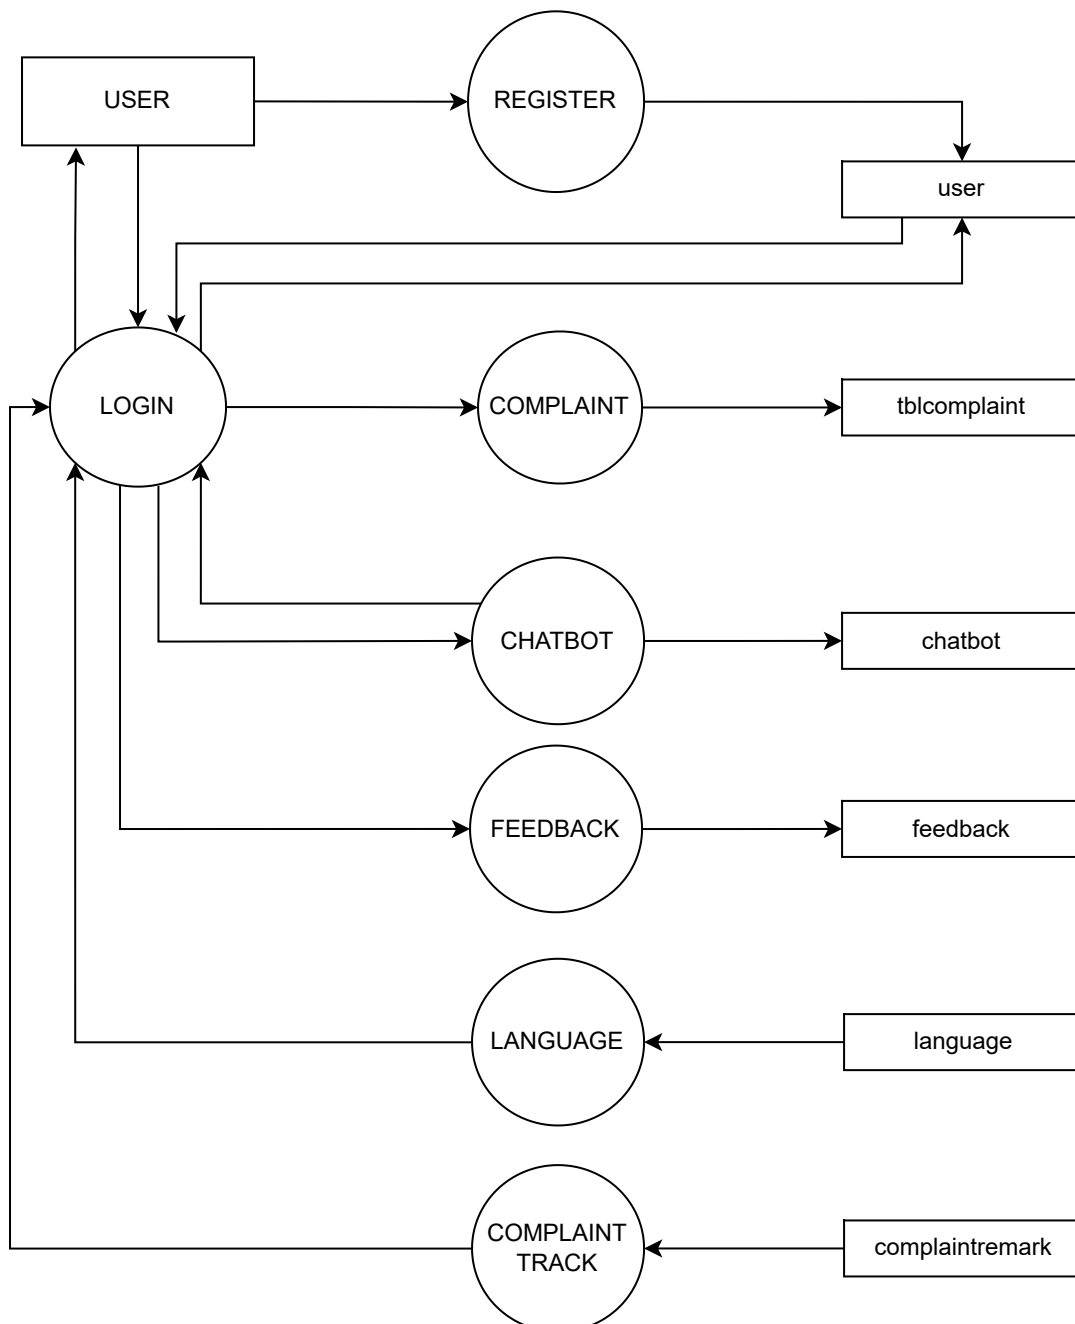 USER
REGISTER
user
LOGIN
COMPLAINT
tblcomplaint
CHATBOT
chatbot
FEEDBACK
feedback
LANGUAGE
language
COMPLAINT
TRACK
complaintremark